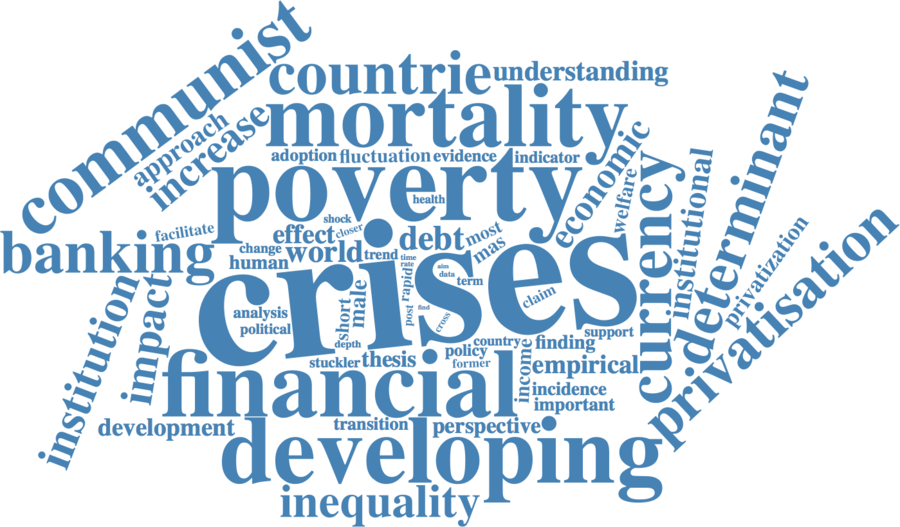 communist
countrie
understanding
mortality
approach
increase
adoption
fluctuation
evidence
indicator
economic
determinant
poverty
health
welfare
currency
institutional
privatization
privatisation
shock
closer
effect
facilitate
banking
change
human
world
trend
debt
most
mas
time
rate
rapid
aim
data
term
crises
claim
institution
impact
analysis
political
short
male
post
find
cross
depth
support
stuckler
thesis
policy
country
former
finding
income
empirical
financial
incidence
important
development
transition
perspective
developing
inequality